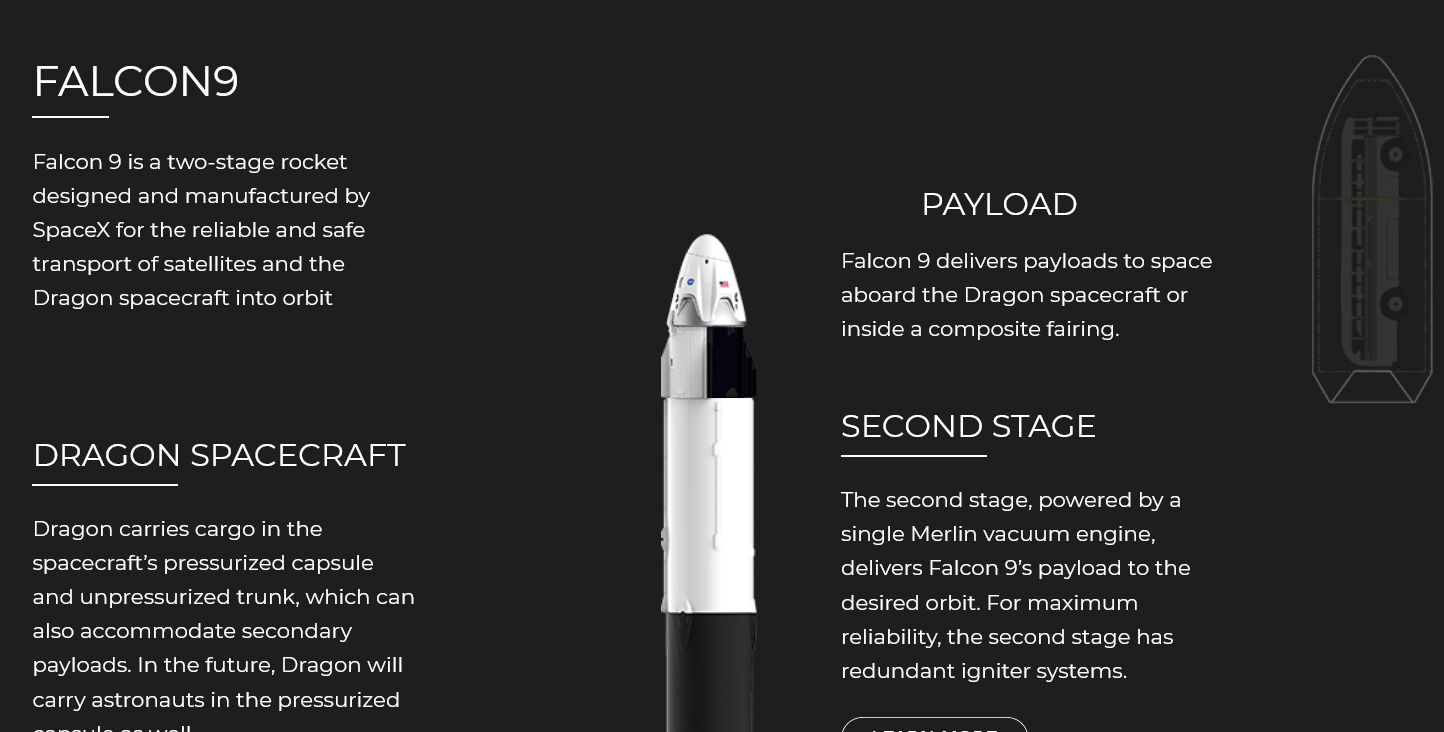 FALCON9
Falcon 9 is a two-stage rocket
designed and manufactured by
SpaceX for the reliable and safe
transport of satellites and the
Dragon spacecraft into orbit
DRAGON SPACECRAFT
Dragon carries cargo in the
spacecraft’s pressurized capsule
and unpressurized trunk, which can
also accommodate secondary
payloads. In the future, Dragon will
carry astronauts in the pressurized
capsule as well
PAYLOAD
Falcon 9 delivers payloads to space
aboard the Dragon spacecraft or
inside a composite fairing.
SECOND STAGE
The second stage, powered by a
single Merlin vacuum engine,
delivers Falcon 9’s payload to the
desired orbit. For maximum
reliability, the second stage has
redundant igniter systems.
LEARN MORE